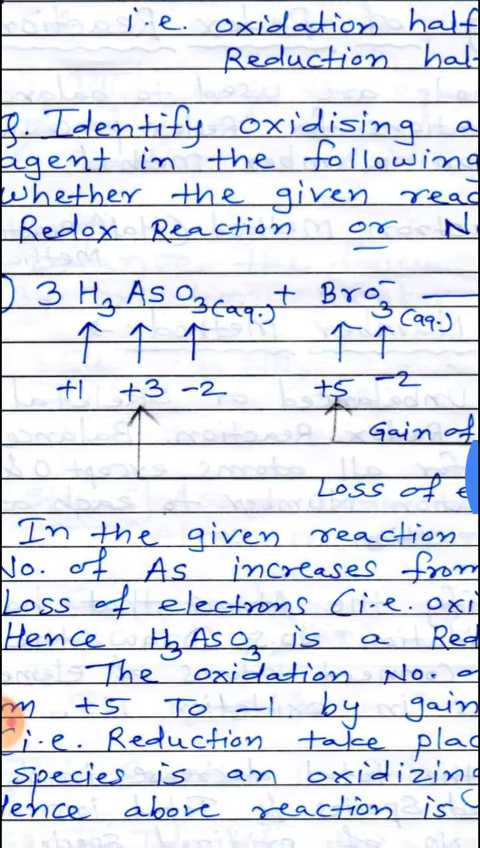 i.e. oxidation half
Reduction hal
Q. Identify oxidising a
agent in the following
whether the given reac
Redox Reaction or N
) 3 H₃AsO₃(aq.) + BrO₃⁻(aq.) —
+1 +3 -2 +5 -2
Gain of
Loss of e
In the given reaction
No. of As increases from
Loss of electrons (i.e. oxi
Hence H₃AsO₃ is a Red
The oxidation No. o
m +5 To -1 by gain
(i.e. Reduction take plac
Species is an oxidizing
Hence above reaction is